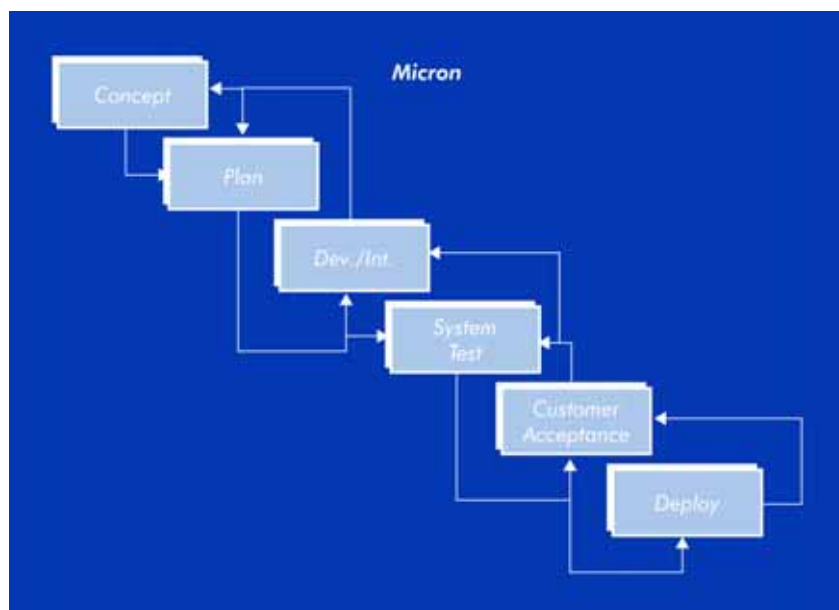 Micron
Concept
Plan
Dev./Int.
System
Test
Customer
Acceptance
Deploy